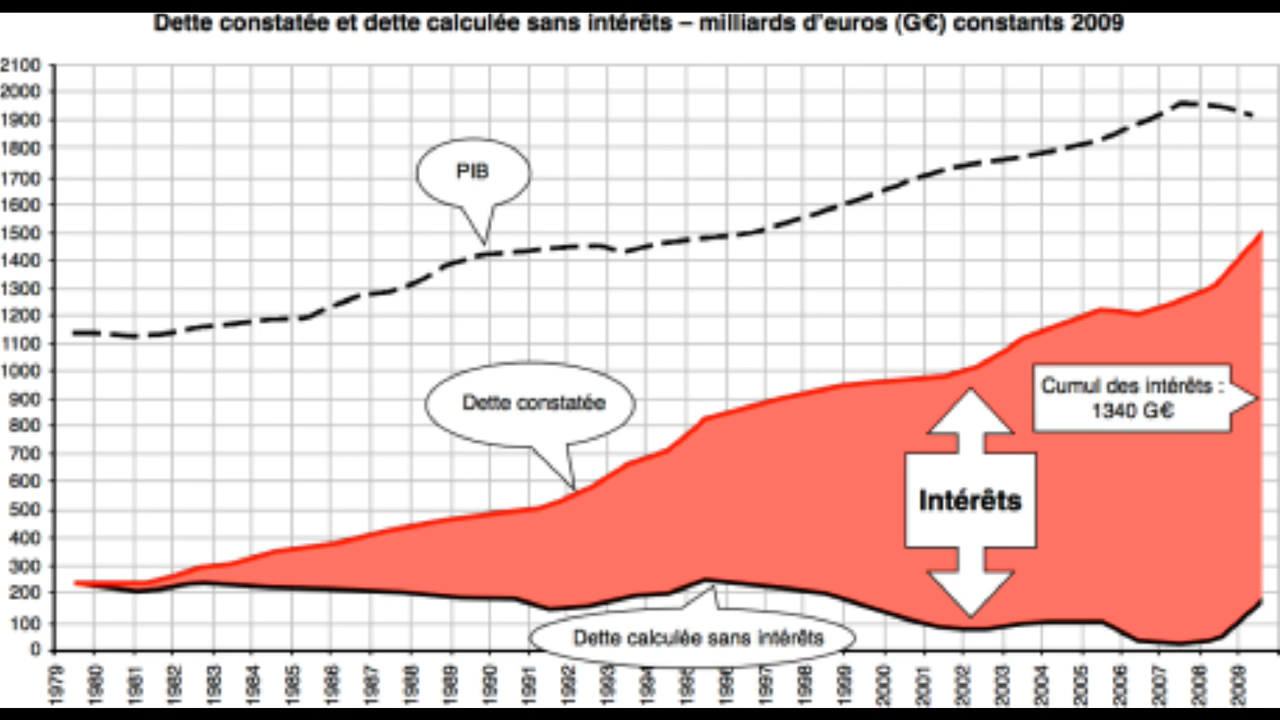 Dette constatée et dette calculée sans intérêts – milliards d'euros (G€) constants 2009
2100
2000
1900
1800
1700
1600
1500
1400
1300
1200
1100
1000
900
800
700
600
500
400
300
200
100
0
PIB
Dette constatée
Cumul des intérêts :
1340 G€
Intérêts
Dette calculée sans intérêts
1979 1980 1981 1982 1983 1984 1985 1986 1987 1988 1989 1990 1991 1992 1993 1994 1995 1996 1997 1998 1999 2000 2001 2002 2003 2004 2005 2006 2007 2008 2009